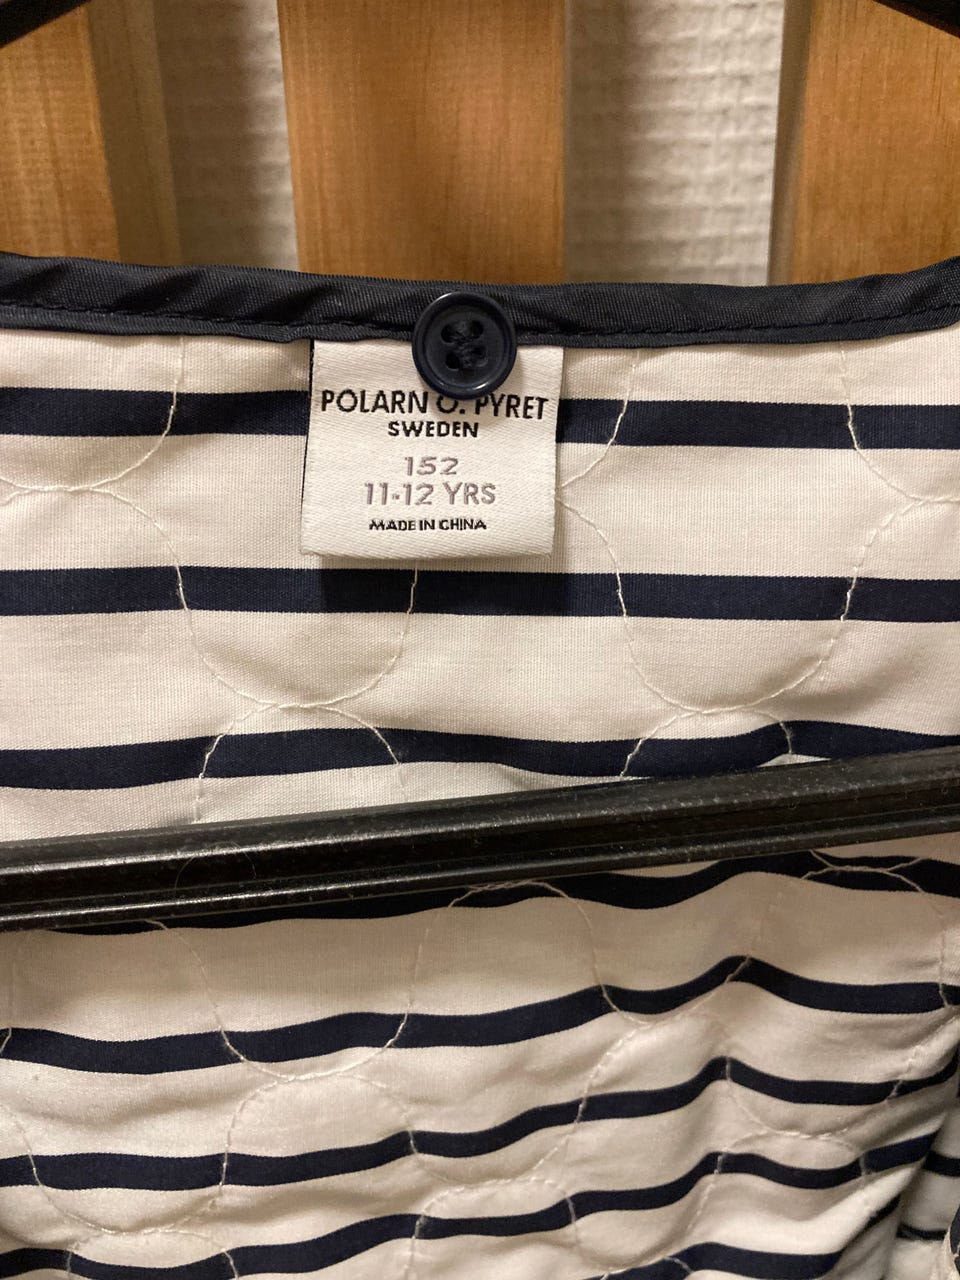 POLARN O. PYRET
SWEDEN
152
11-12 YRS
MADE IN CHINA